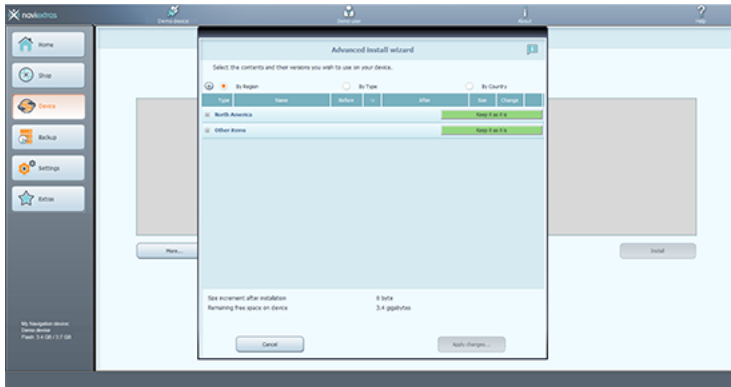 naviextras
Demo device
Demo user
About
Help
Home
Shop
Device
Backup
Settings
Extras
My Navigation device:
Demo device
Flash: 3.4 GB / 3.7 GB
Advanced install wizard
Select the contents and their versions you wish to use on your device.
By Region By Type By Country
Type Name Before After Size Change
North America Keep it as it is
Other items Keep it as it is
More... Install
Size increment after installation 0 byte
Remaining free space on device 3.4 gigabytes
Cancel Apply changes...